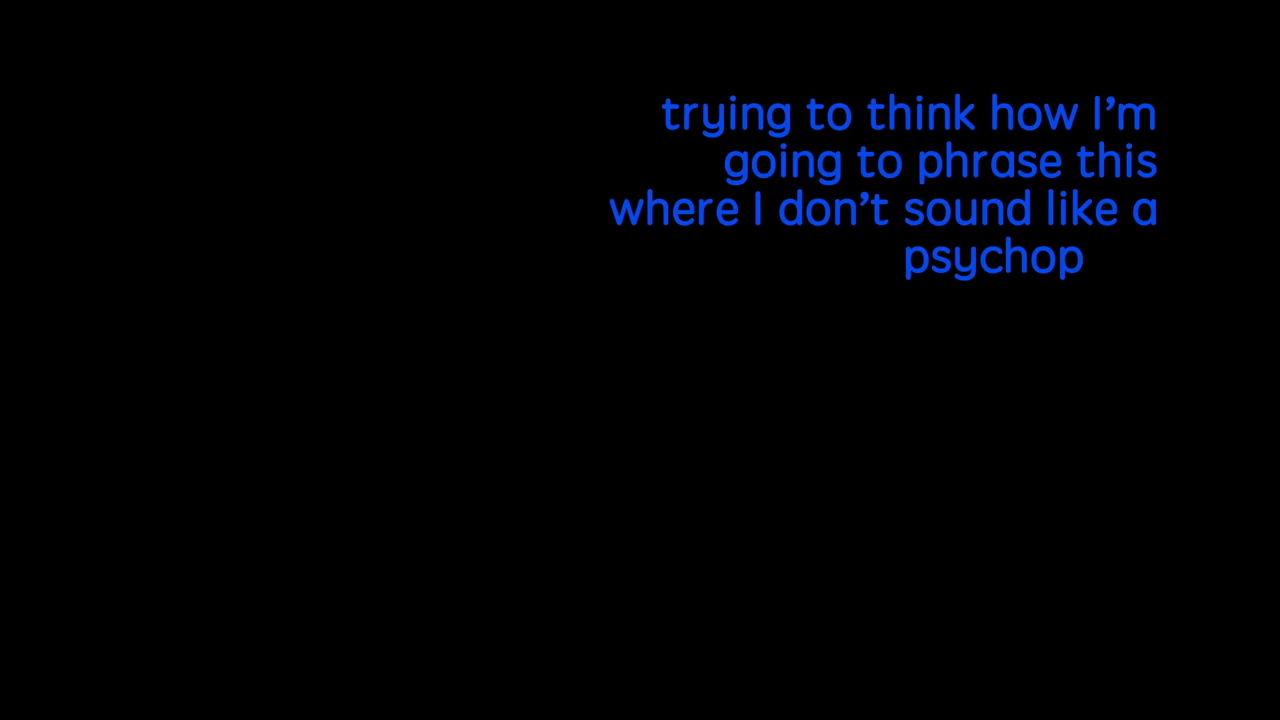 trying to think how I’m
going to phrase this
where I don’t sound like a
psychop